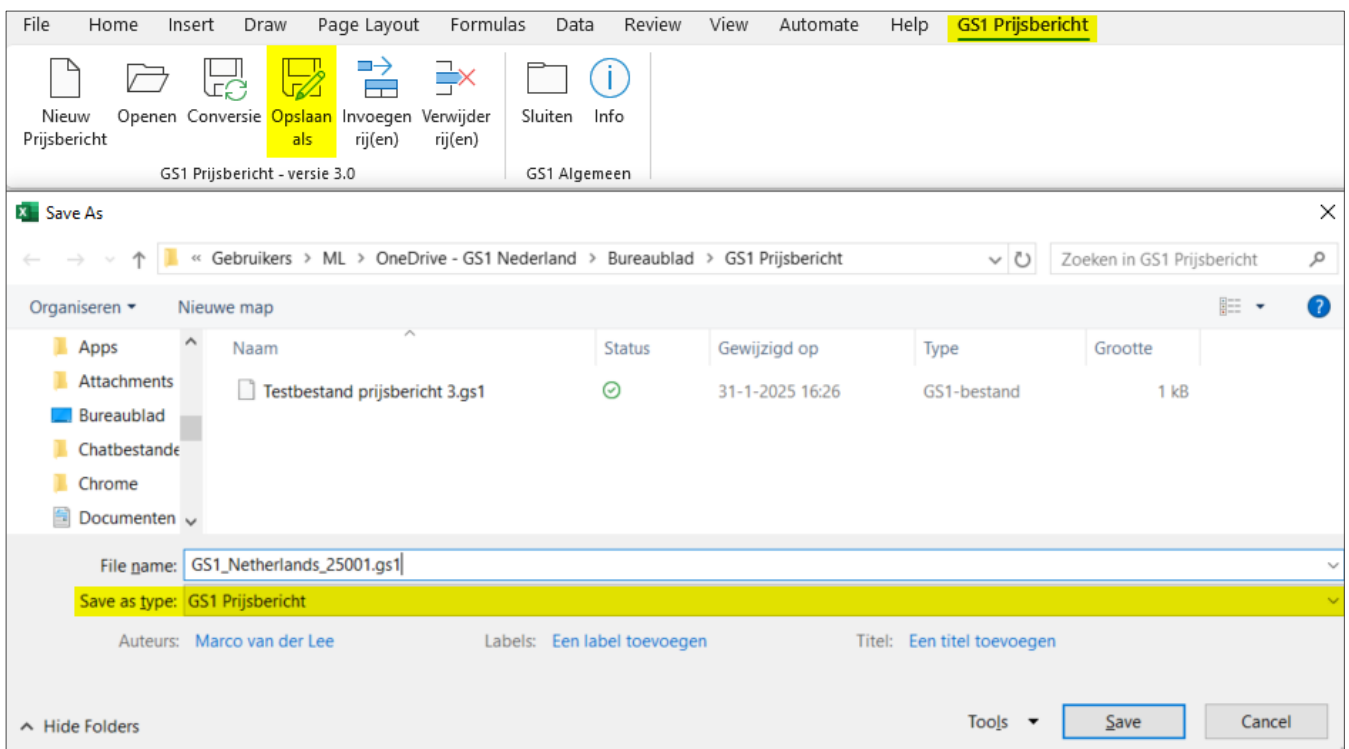 File Home Insert Draw Page Layout Formulas Data Review View Automate Help GS1 Prijsbericht
Nieuw Prijsbericht
Openen
Conversie
Opslaan als
Invoegen rij(en)
Verwijder rij(en)
Sluiten
Info
GS1 Prijsbericht - versie 3.0
GS1 Algemeen
Save As
« Gebruikers > ML > OneDrive - GS1 Nederland > Bureaublad > GS1 Prijsbericht
Zoeken in GS1 Prijsbericht
Organiseren Nieuwe map
Naam Status Gewijzigd op Type Grootte
Testbestand prijsbericht 3.gs1 31-1-2025 16:26 GS1-bestand 1 kB
Apps
Attachments
Bureaublad
Chatbestande
Chrome
Documenten
File name: GS1_Netherlands_25001.gs1
Save as type: GS1 Prijsbericht
Auteurs: Marco van der Lee Labels: Een label toevoegen Titel: Een titel toevoegen
Hide Folders Tools Save Cancel